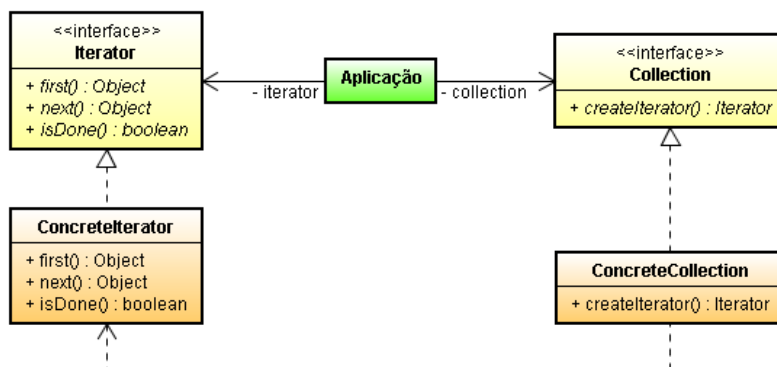 <<interface>>
Iterator
+ first() : Object
+ next() : Object
+ isDone() : boolean
Aplicação
- iterator
- collection
<<interface>>
Collection
+ createIterator() : Iterator
ConcreteIterator
+ first() : Object
+ next() : Object
+ isDone() : boolean
ConcreteCollection
+ createIterator() : Iterator